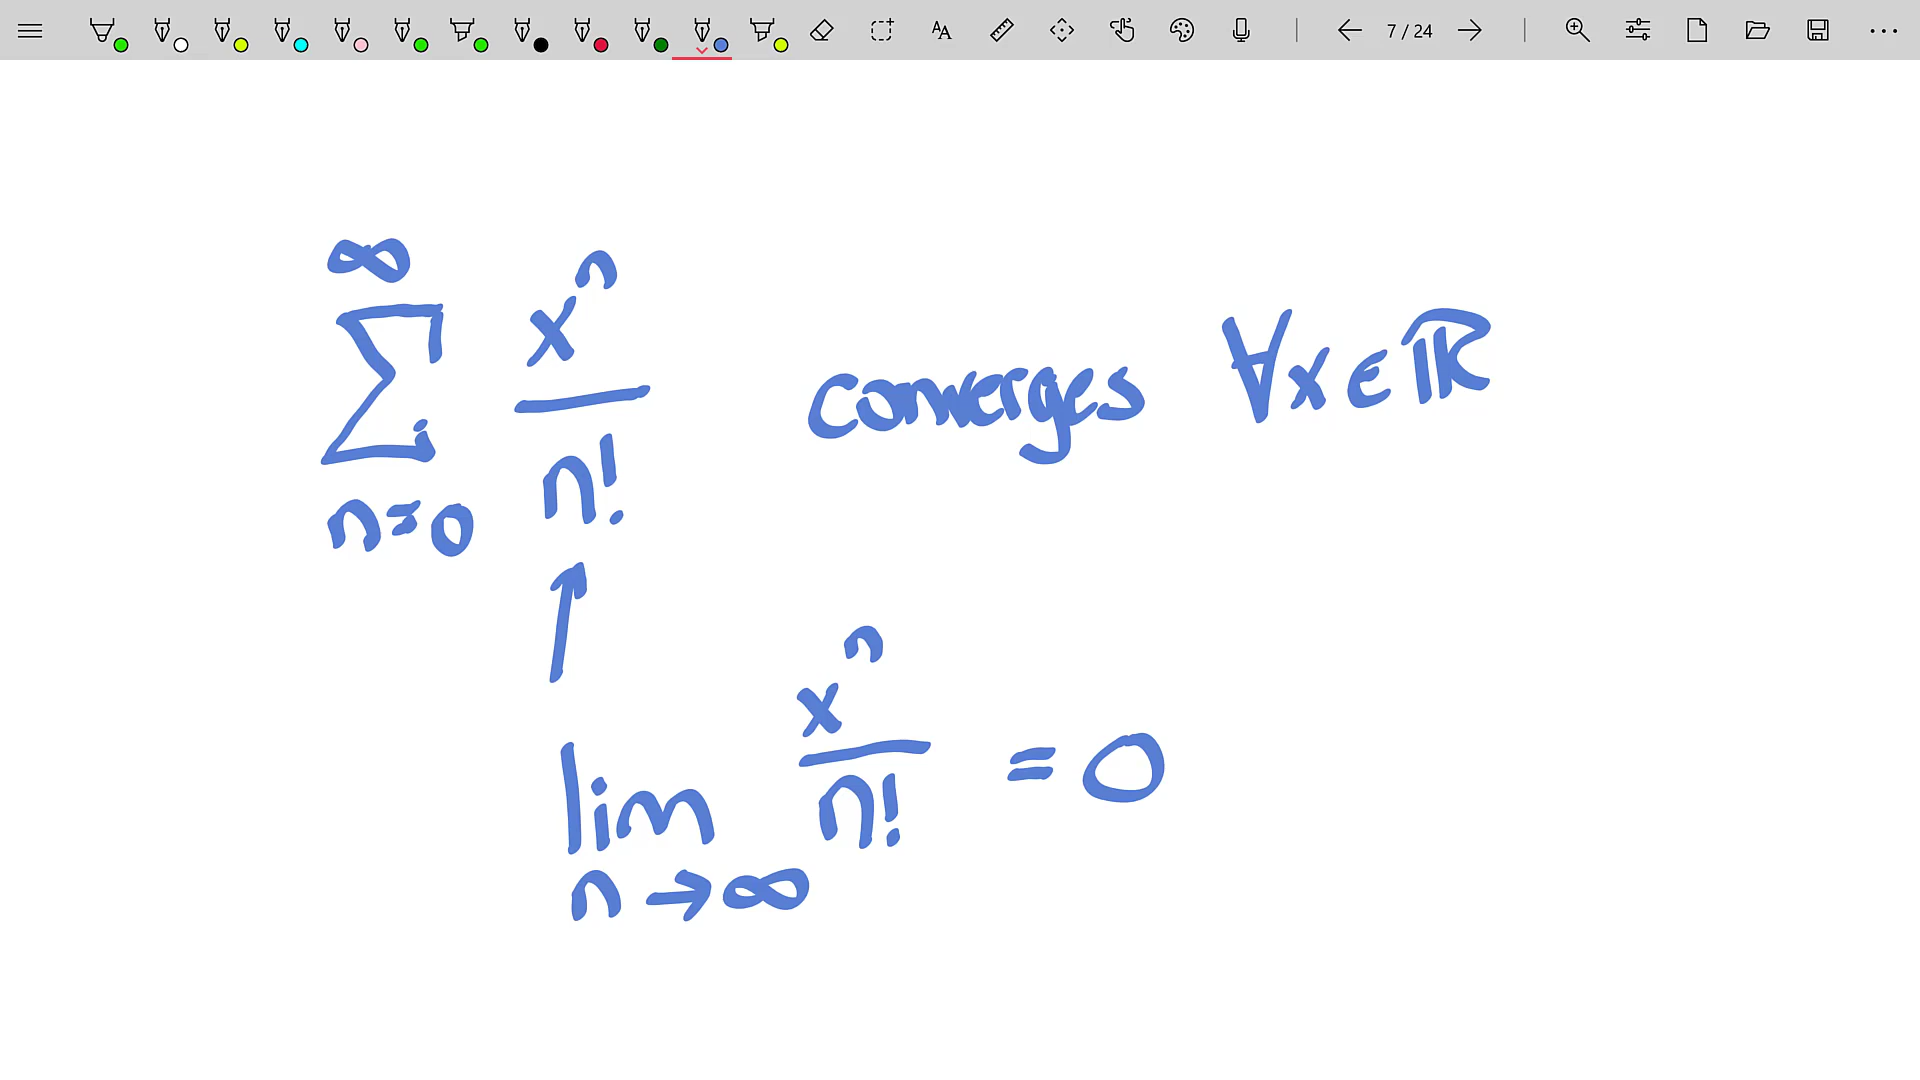 7 / 24
∞
∑ xⁿ/n! converges ∀x∈ℝ
n=0
↑
lim xⁿ/n! = 0
n→∞